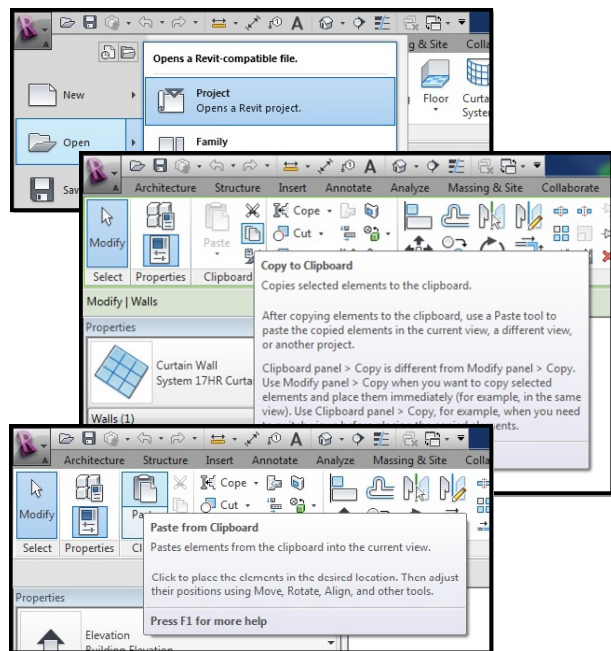 A
A
g & Site Colla
Opens a Revit-compatible file.
New
Project
Opens a Revit project.
Floor Curta
System
Open
Family
Sav
A
A
Architecture Structure Insert Annotate Analyze Massing & Site Collaborate
Modify
Paste
Cope
Cut
Select Properties Clipboard
Copy to Clipboard
Copies selected elements to the clipboard.
After copying elements to the clipboard, use a Paste tool to
paste the copied elements in the current view, a different view,
or another project.
Clipboard panel > Copy is different from Modify panel > Copy.
Use Modify panel > Copy when you want to copy selected
elements and place them immediately (for example, in the same
view). Use Clipboard panel > Copy, for example, when you need
Modify | Walls
Properties
Curtain Wall
System 17HR Curta
Walls (1)
A
A
Architecture Structure Insert Annotate Analyze Massing & Site Colla
Modify
Pa
Cope
Cut
Select Properties Cl
Paste from Clipboard
Pastes elements from the clipboard into the current view.
Click to place the elements in the desired location. Then adjust
their positions using Move, Rotate, Align, and other tools.
Press F1 for more help
Properties
Elevation
Building Elevation